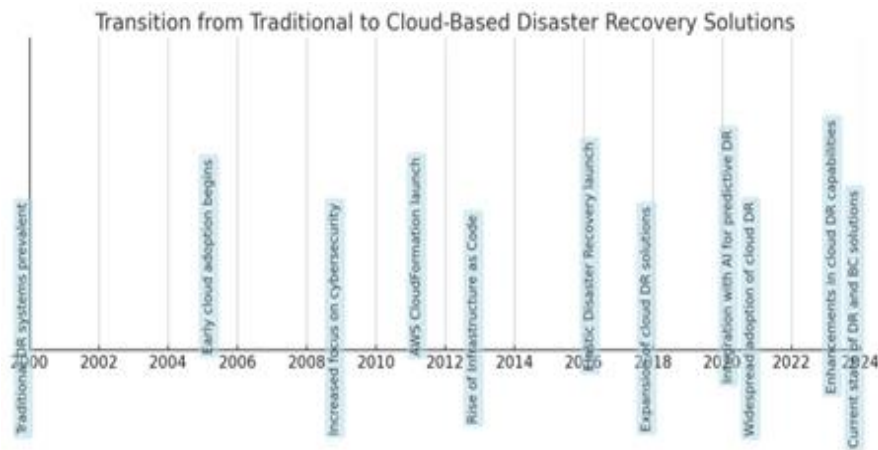 Transition from Traditional to Cloud-Based Disaster Recovery Solutions
Traditional DR systems prevalent
Early cloud adoption begins
Increased focus on cybersecurity
AWS CloudFormation launch
Rise of Infrastructure as Code
Elastic Disaster Recovery launch
Expansion of cloud DR solutions
Integration with AI for predictive DR
Widespread adoption of cloud DR
Enhancements in cloud DR capabilities
Current state of DR and BC solutions
2000 2002 2004 2006 2008 2010 2012 2014 2016 2018 2020 2022 2024